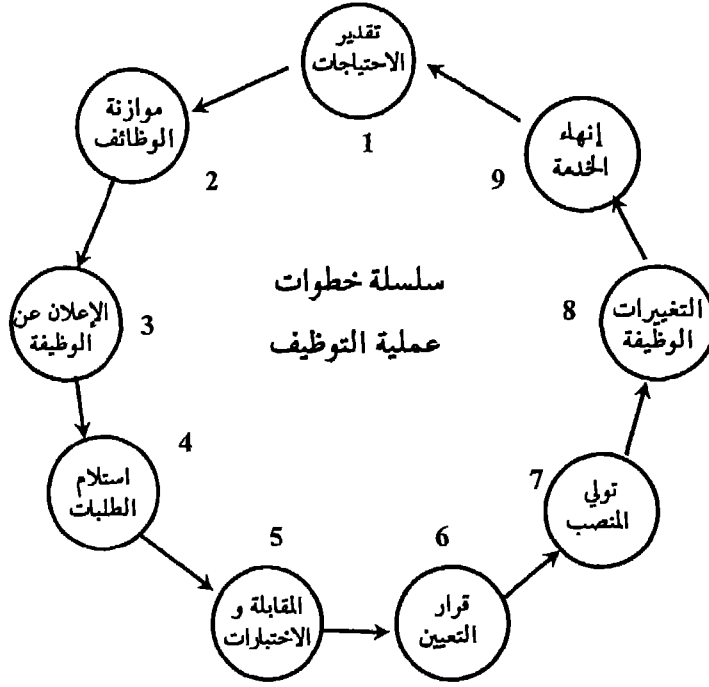 تقدير
الاحتياجات
1
موازنة
الوظائف
2
الإعلان عن
الوظيفة
3
استلام
الطلبات
4
المقابلة و
الاختبارات
5
قرار
التعيين
6
تولي
المنصب
7
التغييرات
الوظيفة
8
إنهاء
الخدمة
9
سلسلة خطوات
عملية التوظيف